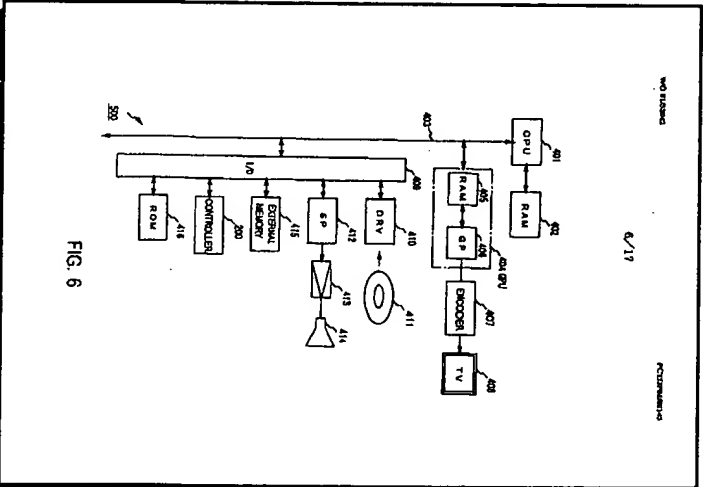 6/17
401
CPU
RAM
402
403
RAM
405
GP
406
404 GPU
ENCODER
407
TV
408
500
I/O
409
DRV
410
411
SP
412
413
414
EXTERNAL
MEMORY
415
CONTROLLER
200
ROM
416
FIG. 6